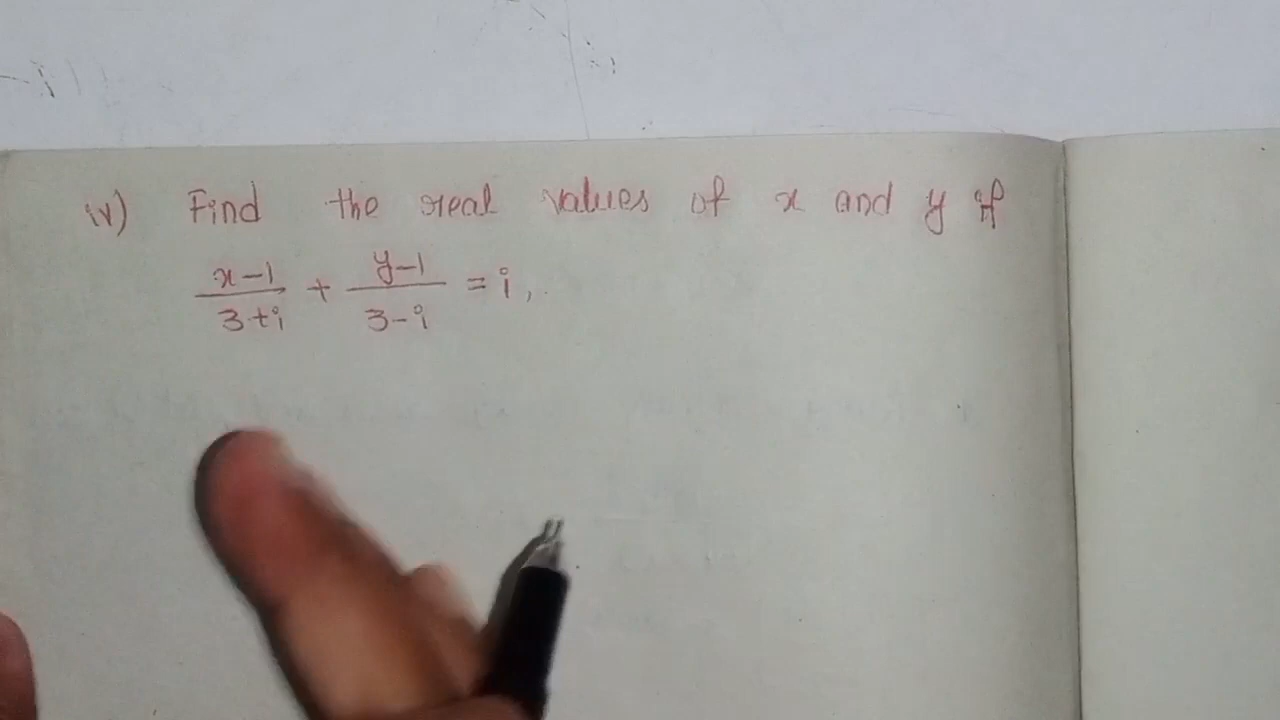 iv) Find the real values of x and y if
x-1/3+i + y-1/3-i = i,